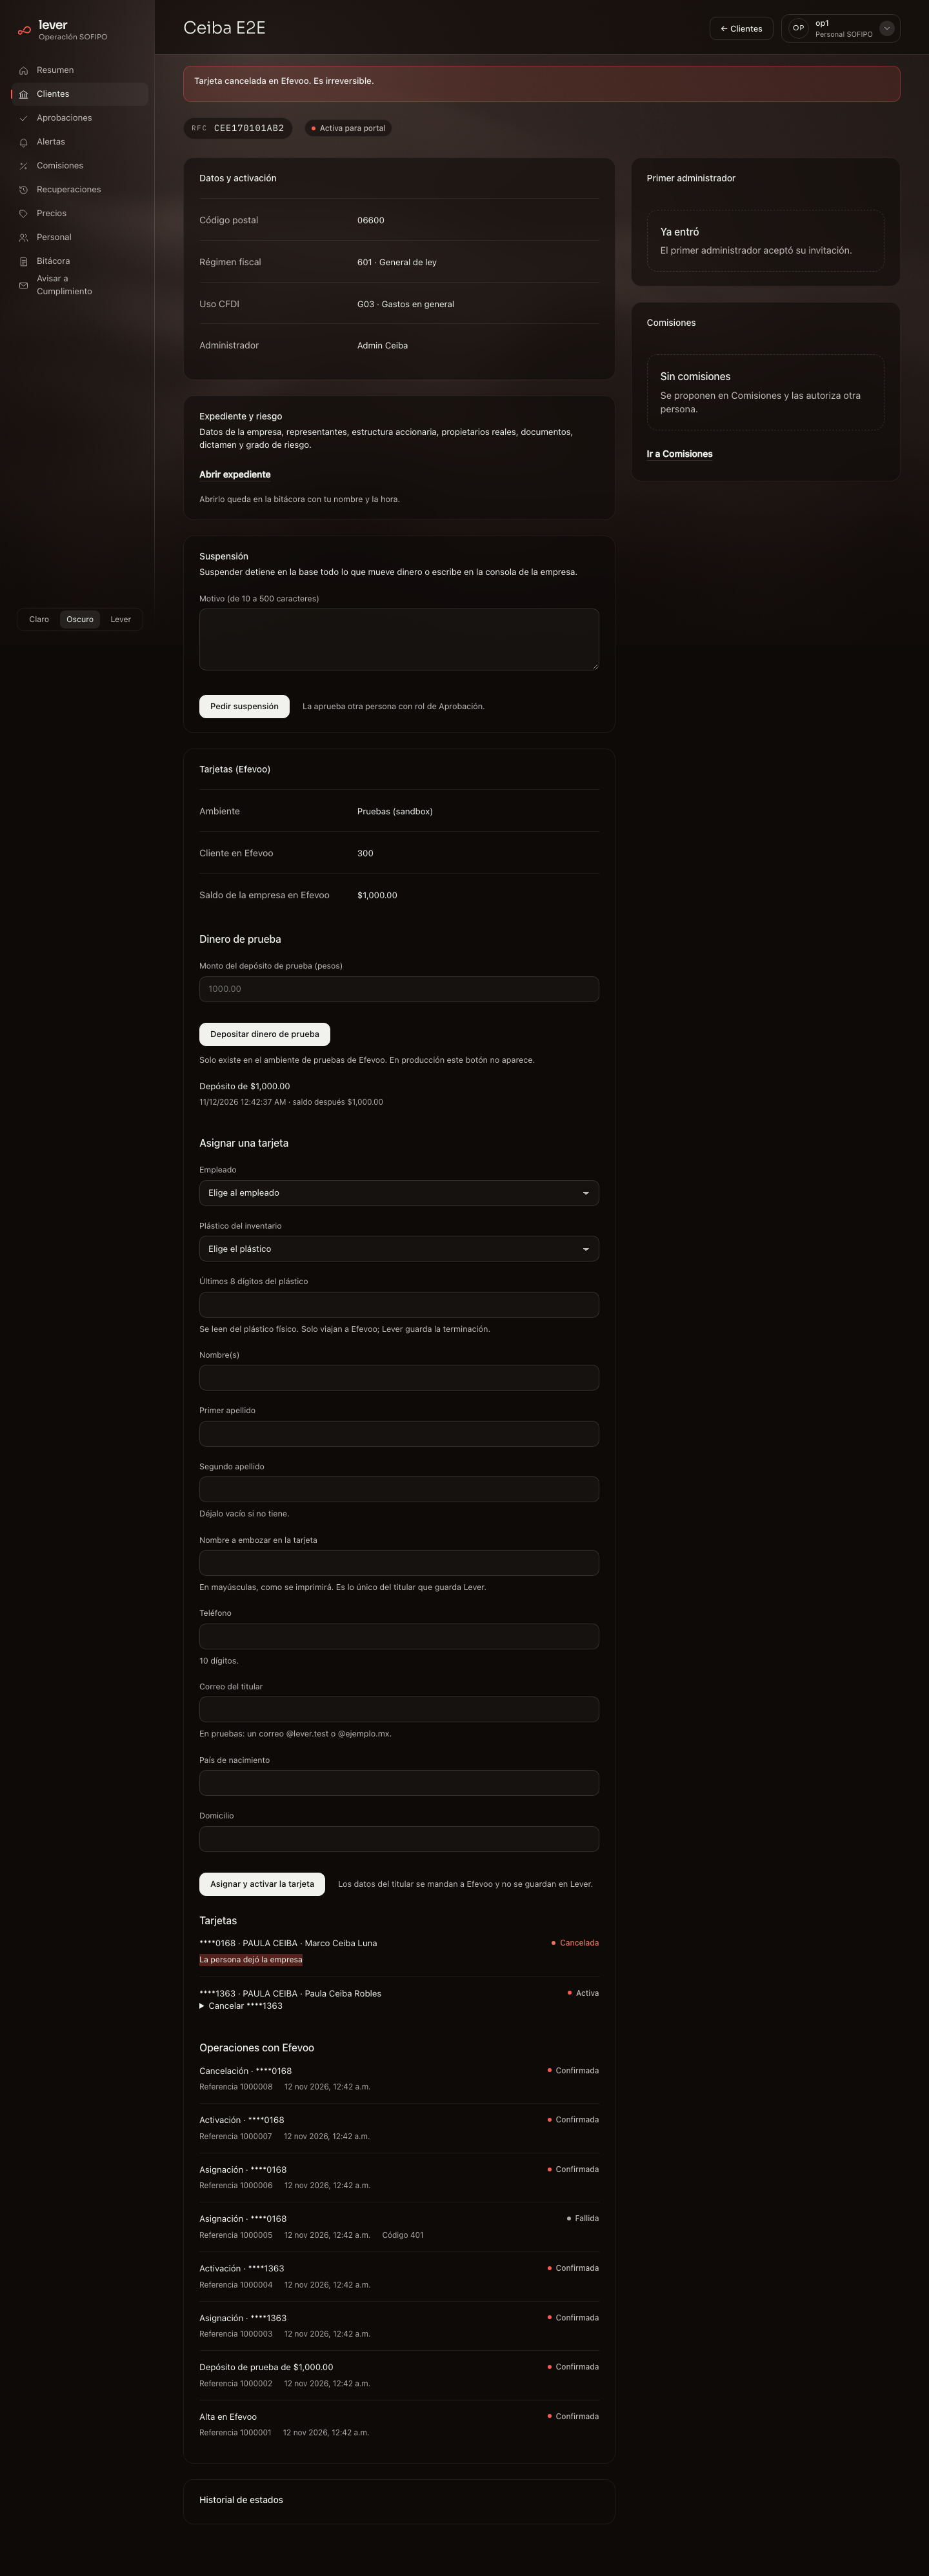 lever
Operación SOFIPO
Resumen
Clientes
Aprobaciones
Alertas
Comisiones
Recuperaciones
Precios
Personal
Bitácora
Avisar a
Cumplimiento
Claro
Oscuro
Lever
Ceiba E2E
← Clientes
OP
op1
Personal SOFIPO
Tarjeta cancelada en Efevoo. Es irreversible.
RFC CEE170101AB2
Activa para portal
Datos y activación
Código postal
06600
Régimen fiscal
601 · General de ley
Uso CFDI
G03 · Gastos en general
Administrador
Admin Ceiba
Expediente y riesgo
Datos de la empresa, representantes, estructura accionaria, propietarios reales, documentos,
dictamen y grado de riesgo.
Abrir expediente
Abrirlo queda en la bitácora con tu nombre y la hora.
Suspensión
Suspender detiene en la base todo lo que mueve dinero o escribe en la consola de la empresa.
Motivo (de 10 a 500 caracteres)
Pedir suspensión
La aprueba otra persona con rol de Aprobación.
Tarjetas (Efevoo)
Ambiente
Pruebas (sandbox)
Cliente en Efevoo
300
Saldo de la empresa en Efevoo
$1,000.00
Dinero de prueba
Monto del depósito de prueba (pesos)
1000.00
Depositar dinero de prueba
Solo existe en el ambiente de pruebas de Efevoo. En producción este botón no aparece.
Depósito de $1,000.00
11/12/2026 12:42:37 AM · saldo después $1,000.00
Asignar una tarjeta
Empleado
Elige al empleado
Plástico del inventario
Elige el plástico
Últimos 8 dígitos del plástico
Se leen del plástico físico. Solo viajan a Efevoo; Lever guarda la terminación.
Nombre(s)
Primer apellido
Segundo apellido
Déjalo vacío si no tiene.
Nombre a embozar en la tarjeta
En mayúsculas, como se imprimirá. Es lo único del titular que guarda Lever.
Teléfono
10 dígitos.
Correo del titular
En pruebas: un correo @lever.test o @ejemplo.mx.
País de nacimiento
Domicilio
Asignar y activar la tarjeta
Los datos del titular se mandan a Efevoo y no se guardan en Lever.
Tarjetas
****0168 · PAULA CEIBA · Marco Ceiba Luna
Cancelada
La persona dejó la empresa
****1363 · PAULA CEIBA · Paula Ceiba Robles
Activa
Cancelar ****1363
Operaciones con Efevoo
Cancelación · ****0168
Confirmada
Referencia 1000008 12 nov 2026, 12:42 a.m.
Activación · ****0168
Confirmada
Referencia 1000007 12 nov 2026, 12:42 a.m.
Asignación · ****0168
Confirmada
Referencia 1000006 12 nov 2026, 12:42 a.m.
Asignación · ****0168
Fallida
Referencia 1000005 12 nov 2026, 12:42 a.m. Código 401
Activación · ****1363
Confirmada
Referencia 1000004 12 nov 2026, 12:42 a.m.
Asignación · ****1363
Confirmada
Referencia 1000003 12 nov 2026, 12:42 a.m.
Depósito de prueba de $1,000.00
Confirmada
Referencia 1000002 12 nov 2026, 12:42 a.m.
Alta en Efevoo
Confirmada
Referencia 1000001 12 nov 2026, 12:42 a.m.
Historial de estados
Primer administrador
Ya entró
El primer administrador aceptó su invitación.
Comisiones
Sin comisiones
Se proponen en Comisiones y las autoriza otra
persona.
Ir a Comisiones